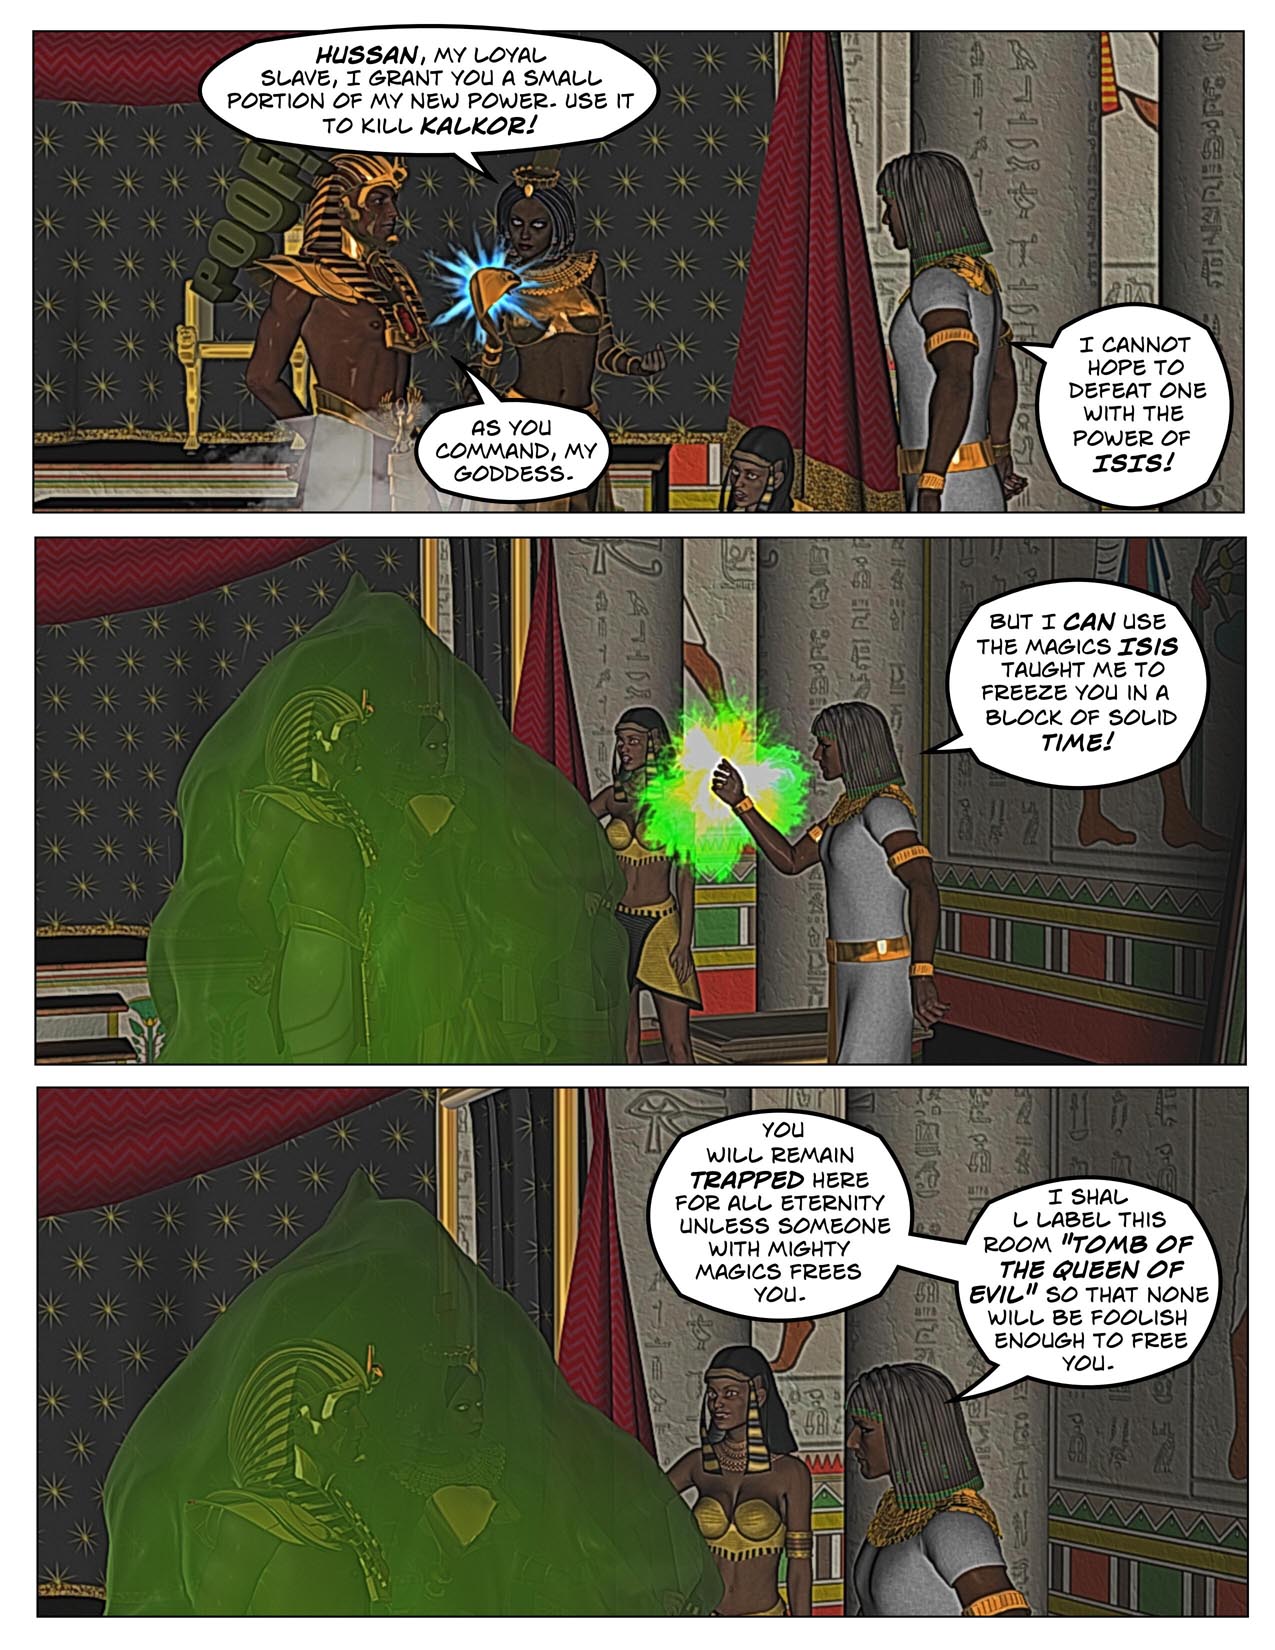 HUSSAN, MY LOYAL
SLAVE, I GRANT YOU A SMALL
PORTION OF MY NEW POWER. USE IT
TO KILL KALKOR!
POOF!
AS YOU
COMMAND, MY
GODDESS.
I CANNOT
HOPE TO
DEFEAT ONE
WITH THE
POWER OF
ISIS!
BUT I CAN USE
THE MAGICS ISIS
TAUGHT ME TO
FREEZE YOU IN A
BLOCK OF SOLID
TIME!
YOU
WILL REMAIN
TRAPPED HERE
FOR ALL ETERNITY
UNLESS SOMEONE
WITH MIGHTY
MAGICS FREES
YOU.
I SHAL
L LABEL THIS
ROOM "TOMB OF
THE QUEEN OF
EVIL" SO THAT NONE
WILL BE FOOLISH
ENOUGH TO FREE
YOU.